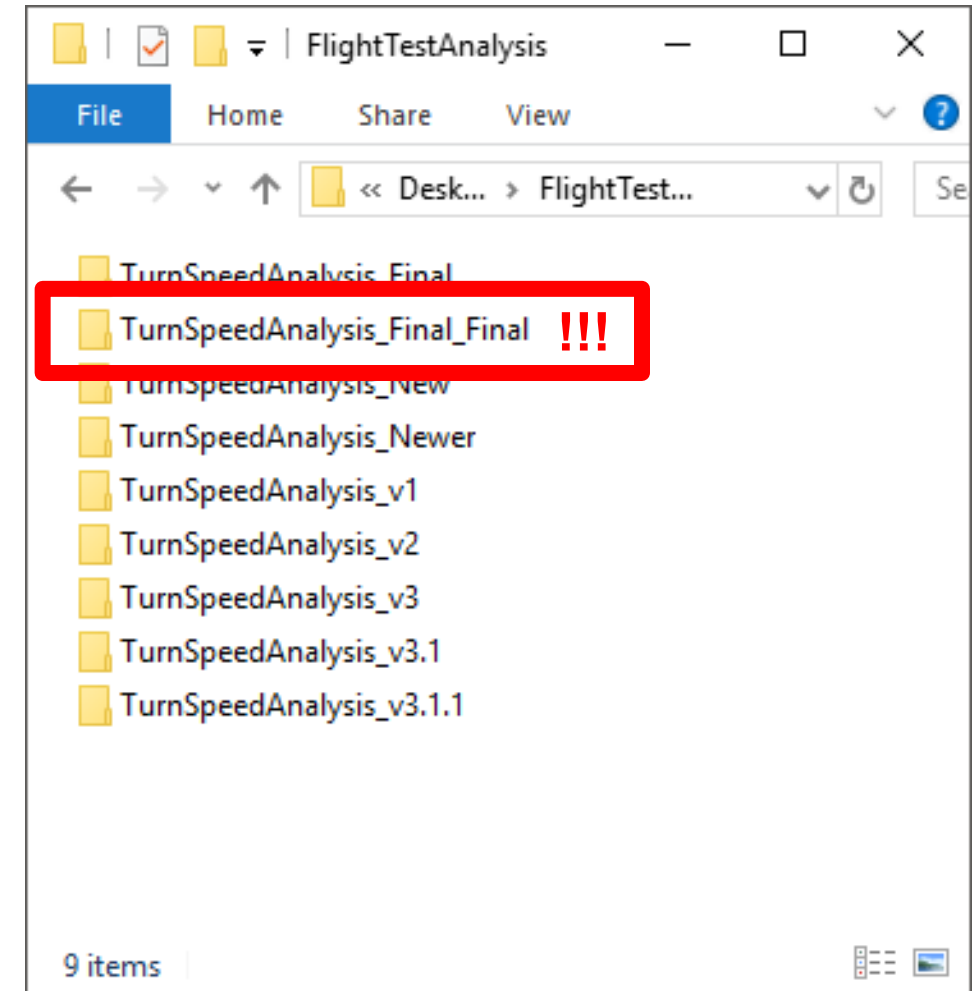 FlightTestAnalysis
File Home Share View
« Desk... › FlightTest... Se
TurnSpeedAnalysis_Final
TurnSpeedAnalysis_Final_Final !!!
TurnSpeedAnalysis_New
TurnSpeedAnalysis_Newer
TurnSpeedAnalysis_v1
TurnSpeedAnalysis_v2
TurnSpeedAnalysis_v3
TurnSpeedAnalysis_v3.1
TurnSpeedAnalysis_v3.1.1
9 items